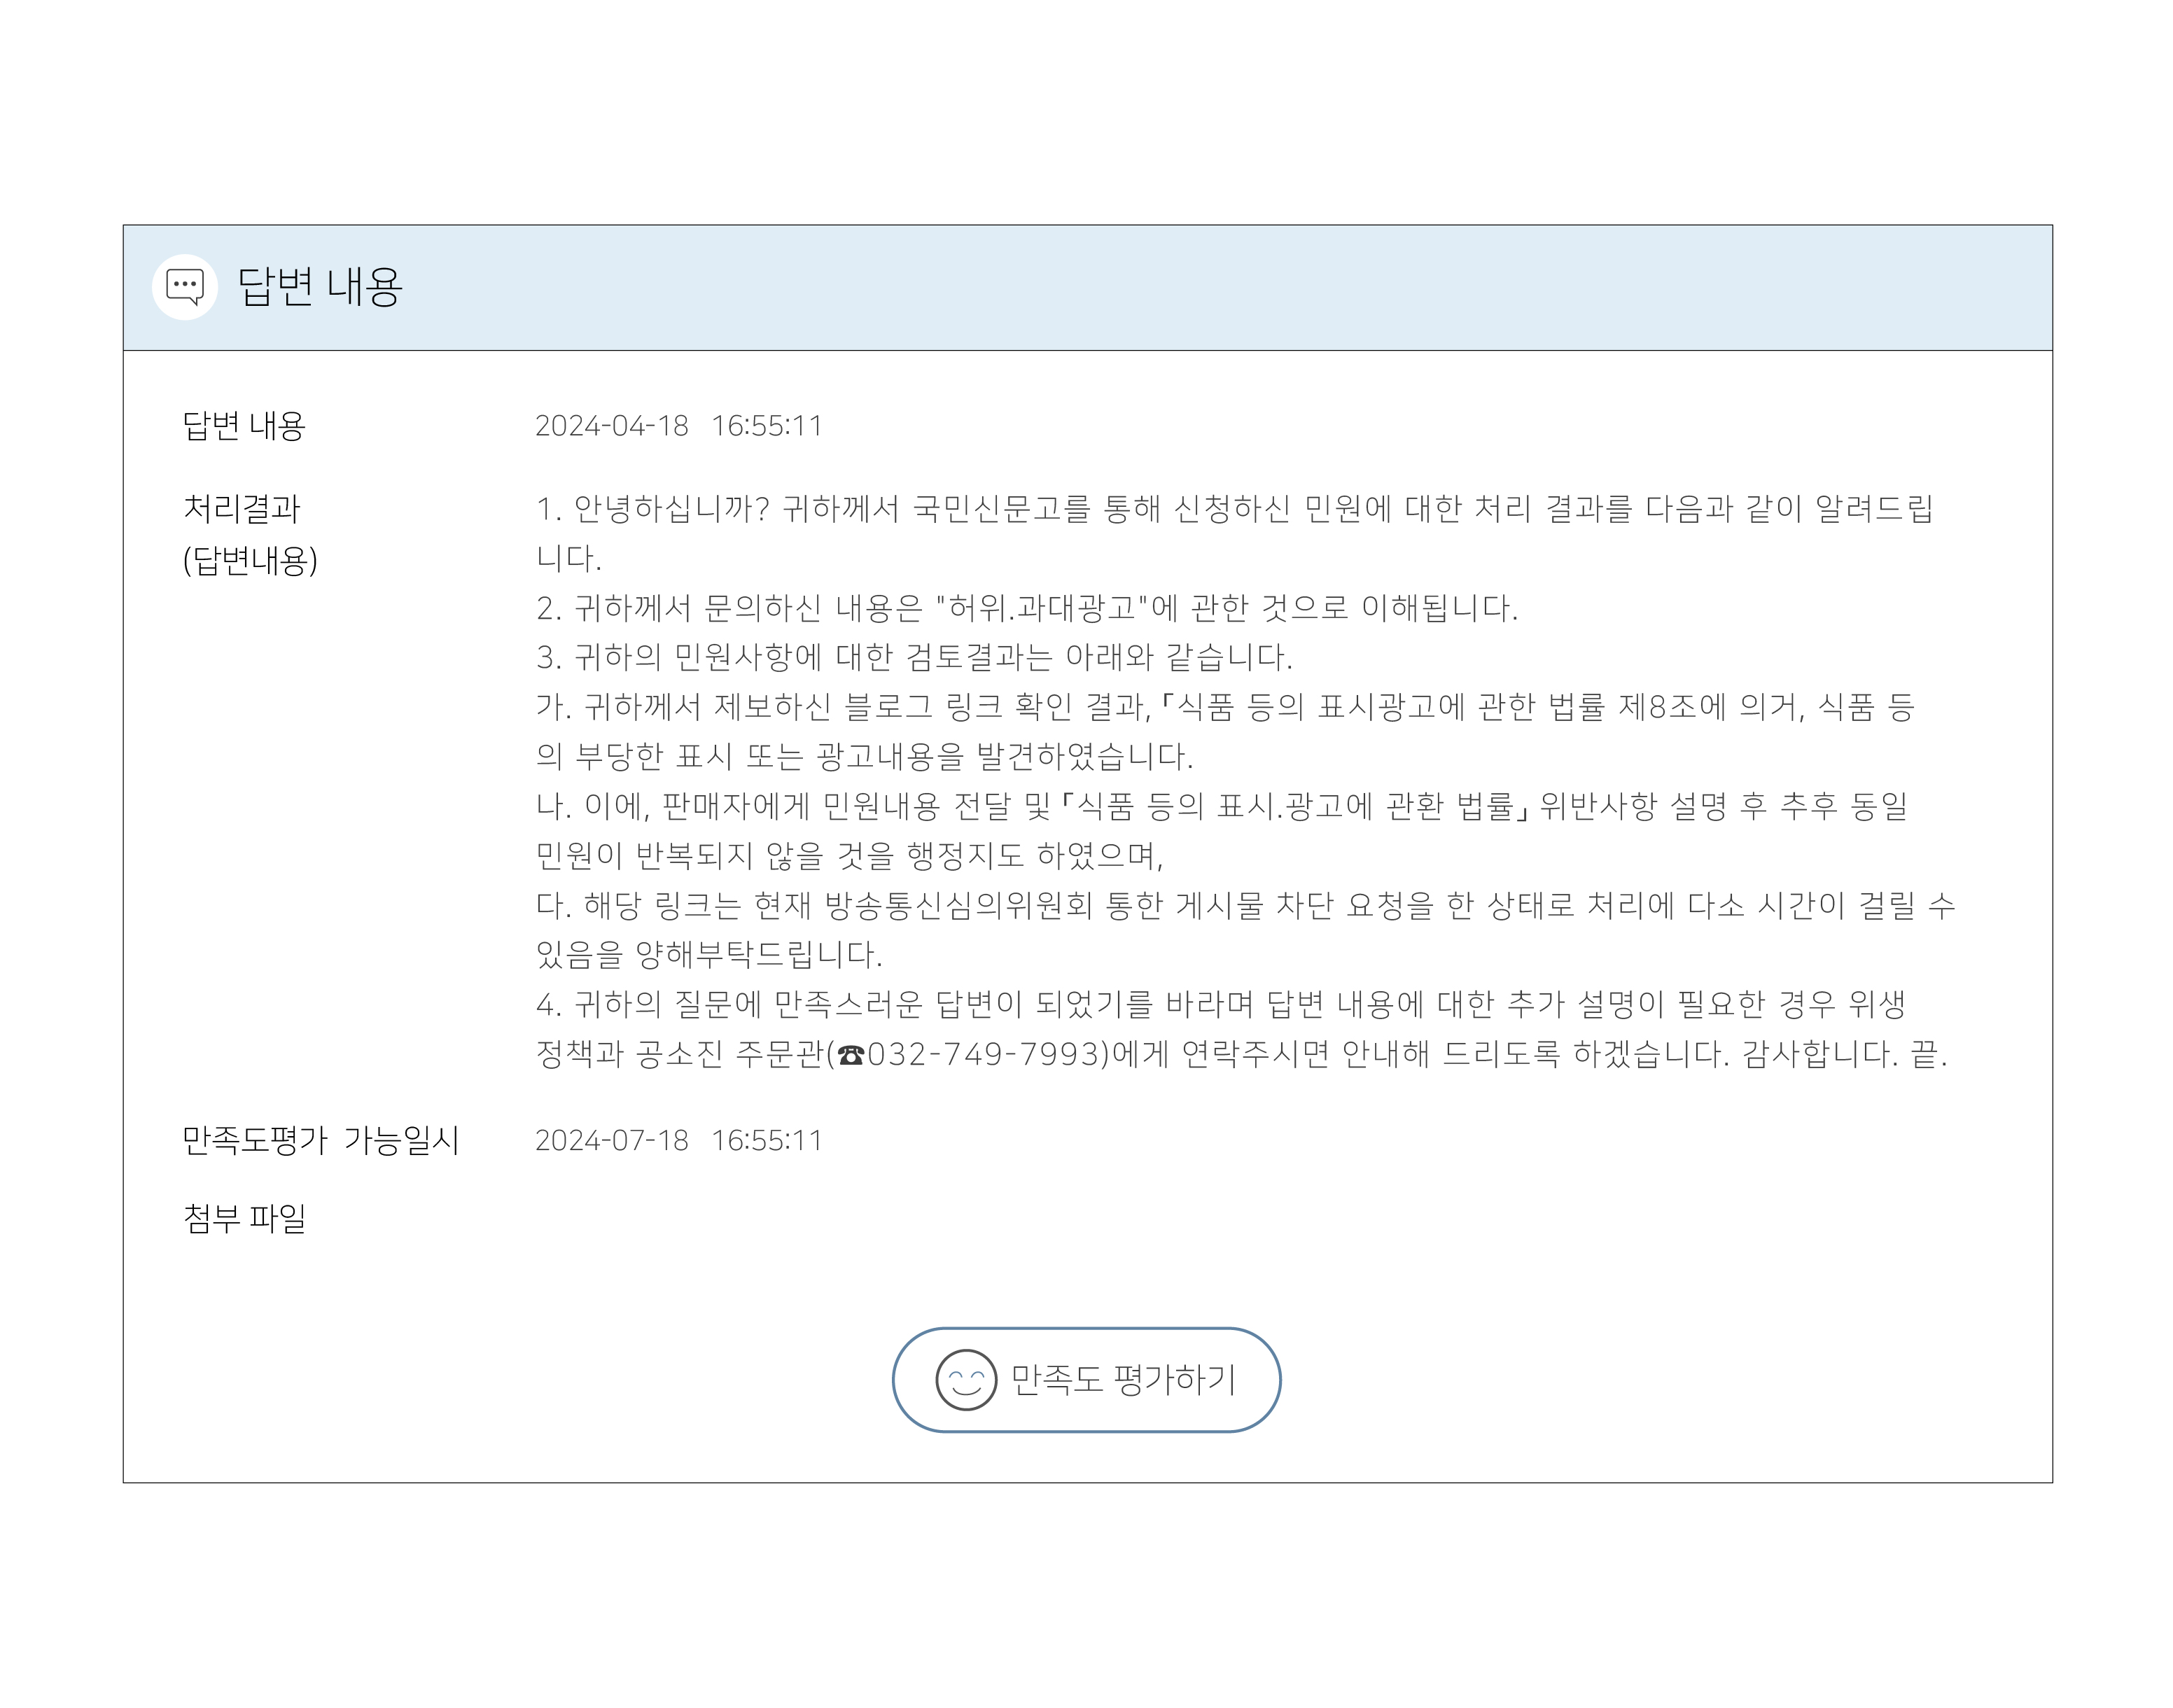 답변 내용
답변 내용 2024-04-18 16:55:11
처리결과
(답변내용)
1. 안녕하십니까? 귀하께서 국민신문고를 통해 신청하신 민원에 대한 처리 결과를 다음과 같이 알려드립
니다.
2. 귀하께서 문의하신 내용은 "허위.과대광고"에 관한 것으로 이해됩니다.
3. 귀하의 민원사항에 대한 검토결과는 아래와 같습니다.
가. 귀하께서 제보하신 블로그 링크 확인 결과,「식품 등의 표시광고에 관한 법률 제8조에 의거, 식품 등
의 부당한 표시 또는 광고내용을 발견하였습니다.
나. 이에, 판매자에게 민원내용 전달 및「식품 등의 표시.광고에 관환 법률」위반사항 설명 후 추후 동일
민원이 반복되지 않을 것을 행정지도 하였으며,
다. 해당 링크는 현재 방송통신심의위원회 통한 게시물 차단 요청을 한 상태로 처리에 다소 시간이 걸릴 수
있음을 양해부탁드립니다.
4. 귀하의 질문에 만족스러운 답변이 되었기를 바라며 답변 내용에 대한 추가 설명이 필요한 경우 위생
정책과 공소진 주문관(☎032-749-7993)에게 연락주시면 안내해 드리도록 하겠습니다. 감사합니다. 끝.
만족도평가 가능일시 2024-07-18 16:55:11
첨부 파일
만족도 평가하기